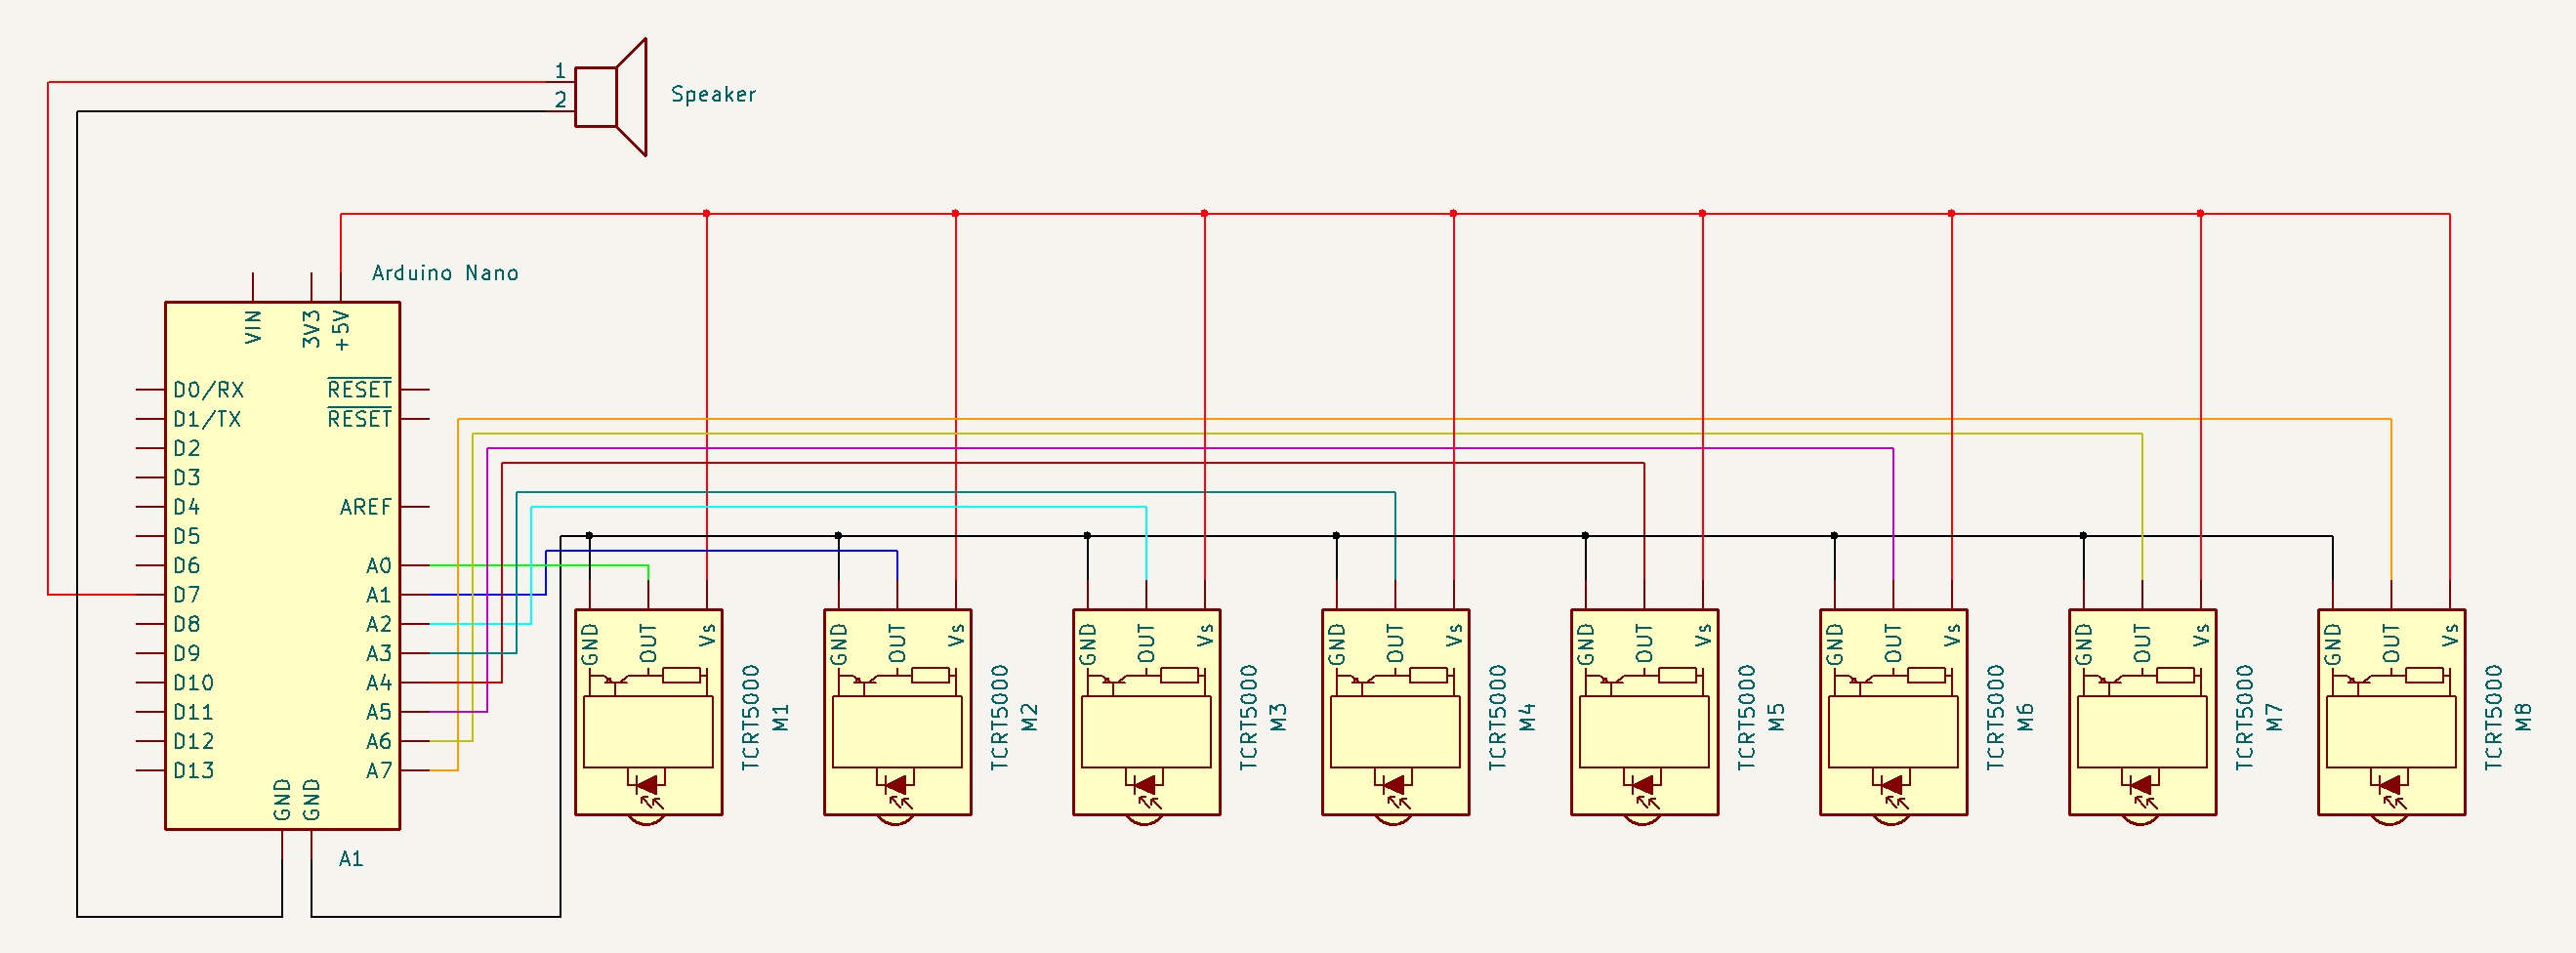 1
2
Speaker
Arduino Nano
VIN
3V3
+5V
D0/RX
D1/TX
D2
D3
D4
D5
D6
D7
D8
D9
D10
D11
D12
D13
RESET
RESET
AREF
A0
A1
A2
A3
A4
A5
A6
A7
GND
GND
A1
GND
OUT
Vs
TCRT5000
M1
GND
OUT
Vs
TCRT5000
M2
GND
OUT
Vs
TCRT5000
M3
GND
OUT
Vs
TCRT5000
M4
GND
OUT
Vs
TCRT5000
M5
GND
OUT
Vs
TCRT5000
M6
GND
OUT
Vs
TCRT5000
M7
GND
OUT
Vs
TCRT5000
M8